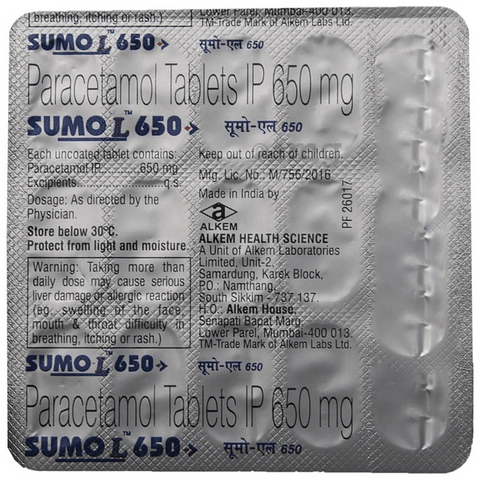 breathing, itching or rash.)
Lower Parel, Mumbai-400 013.
TM-Trade Mark of Alkem Labs Ltd.
SUMO L™ 650
सूमो-एल 650
Paracetamol Tablets IP 650 mg
SUMO L™ 650
सूमो-एल 650
Each uncoated tablet contains:
Paracetamol IP..........650 mg
Excipients....................q.s.
Dosage: As directed by the
Physician.
Store below 30°C.
Protect from light and moisture.
Warning: Taking more than
daily dose may cause serious
liver damage or allergic reaction
(eg. swelling of the face,
mouth & throat difficulty in
breathing, itching or rash.)
Keep out of reach of children.
Mfg. Lic. No.: M/755/2016
Made in India by :
ALKEM
ALKEM HEALTH SCIENCE
A Unit of Alkem Laboratories
Limited, Unit-2,
Samardung, Karek Block,
P.O.: Namthang,
South Sikkim - 737 137.
H.O.: Alkem House,
Senapati Bapat Marg,
Lower Parel, Mumbai-400 013.
TM-Trade Mark of Alkem Labs Ltd.
PF 26017
SUMO L™ 650
सूमो-एल 650
Paracetamol Tablets IP 650 mg
SUMO L™ 650
सूमो-एल 650